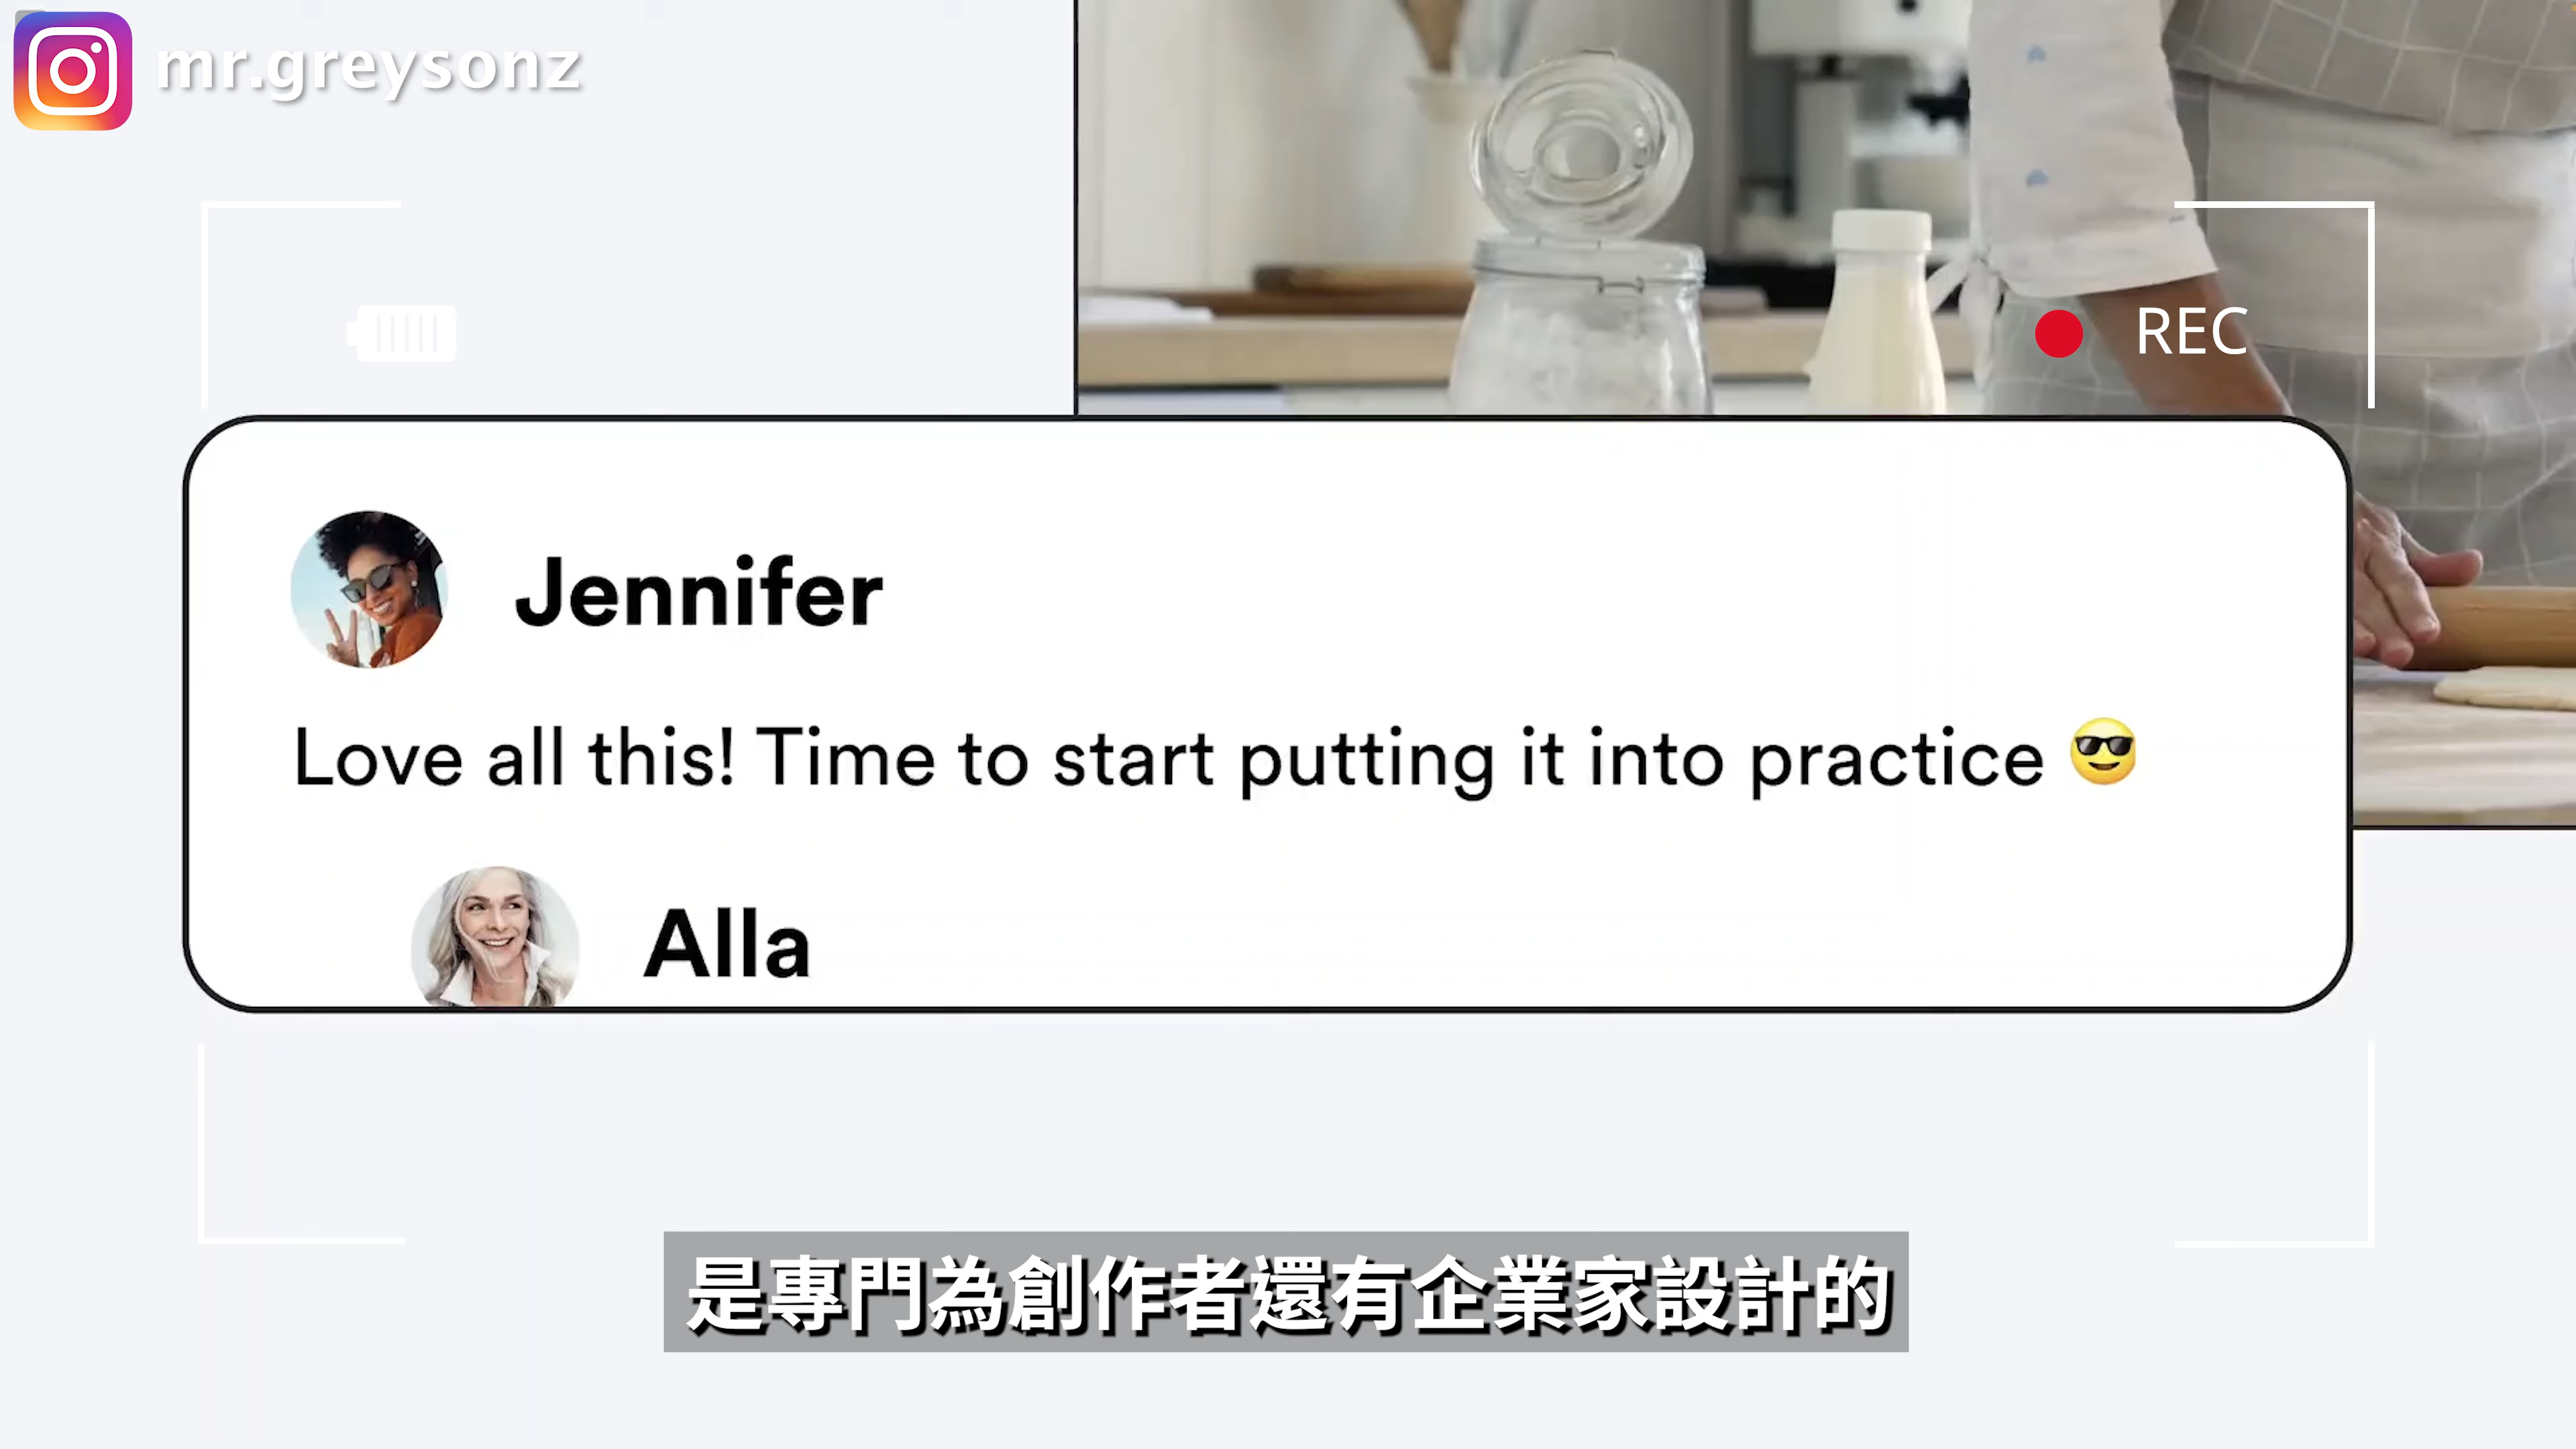 mr.greysonz
REC
Jennifer
Love all this! Time to start putting it into practice 😎
Alla
是專門為創作者還有企業家設計的